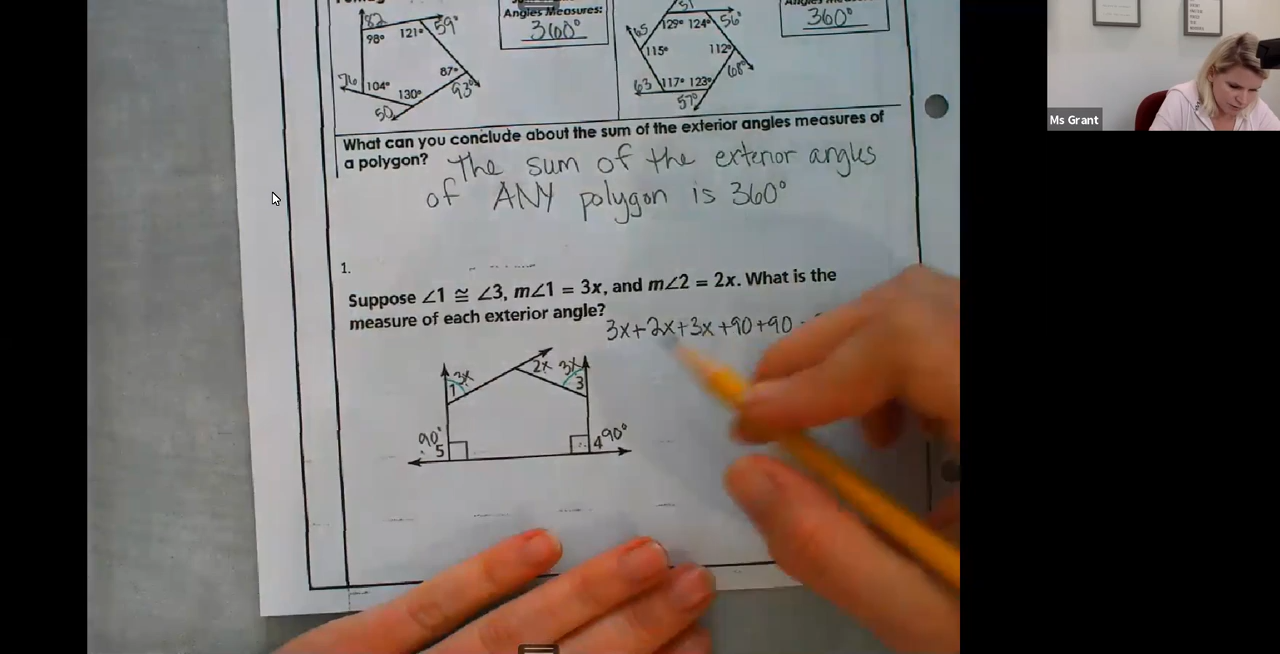 Angles Measures:
360°
360°
82
98°
121°
59°
87°
93°
76
104°
130°
50
51
129° 124°
56°
65
115°
112°
68°
63
117° 123°
57°
What can you conclude about the sum of the exterior angles measures of
a polygon? The sum of the exterior angles
of ANY polygon is 360°
1.
Suppose ∠1 ≅ ∠3, m∠1 = 3x, and m∠2 = 2x. What is the
measure of each exterior angle?
3x+2x+3x+90+90
3x
1
2x
3x
3
90°
5
4 90°
Ms Grant